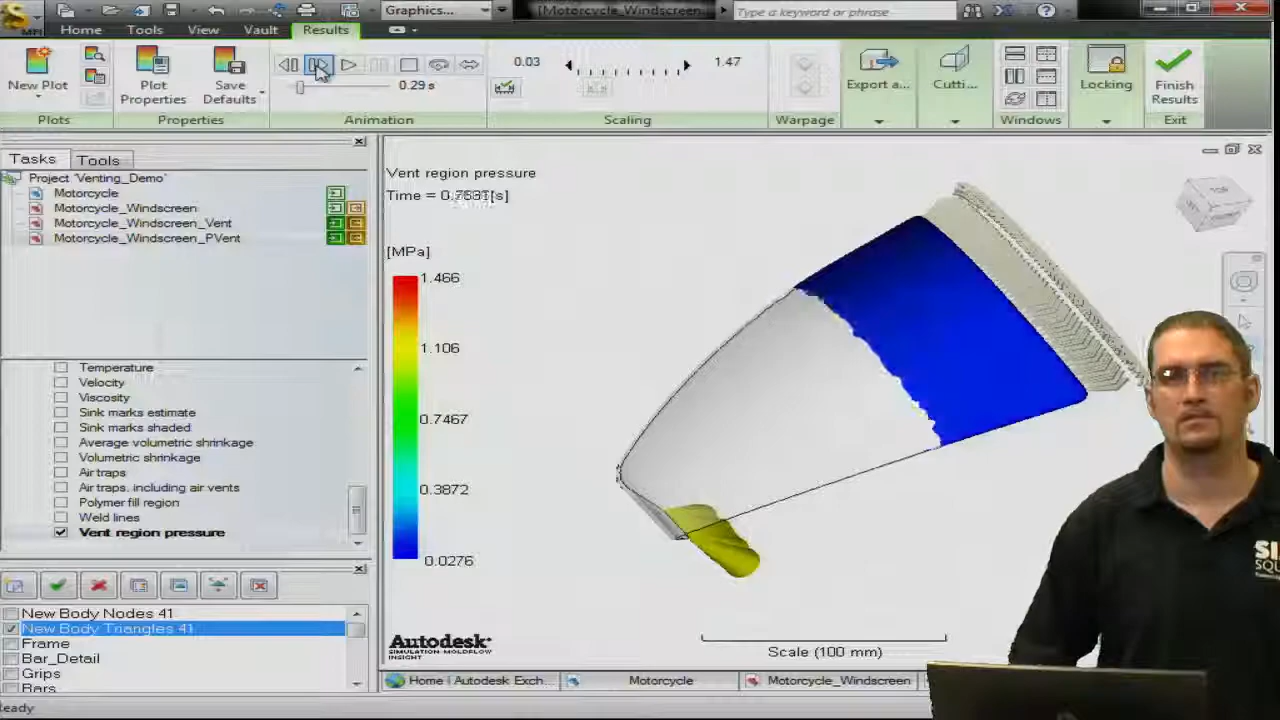 Graphics...
[Motorcycle_Windscreen
Type a keyword or phrase
MPI
Home
Tools
View
Vault
Results
New Plot
Plot Properties
Save Defaults
0.29 s
0.03
1.47
Export a...
Cutti...
Locking
Finish Results
Plots
Properties
Animation
Scaling
Warpage
Windows
Exit
Tasks
Tools
Project 'Venting_Demo'
Motorcycle
Motorcycle_Windscreen
Motorcycle_Windscreen_Vent
Motorcycle_Windscreen_PVent
Temperature
Velocity
Viscosity
Sink marks estimate
Sink marks shaded
Average volumetric shrinkage
Volumetric shrinkage
Air traps
Air traps, including air vents
Polymer fill region
Weld lines
Vent region pressure
New Body Nodes 41
New Body Triangles 41
Frame
Bar_Detail
Grips
Bars
Vent region pressure
[MPa]
1.466
1.106
0.7467
0.3872
0.0276
TOP
Autodesk
SIMULATION MOLDFLOW
INSIGHT
Scale (100 mm)
Home | Autodesk Exch...
Motorcycle
Motorcycle_Windscreen
eady